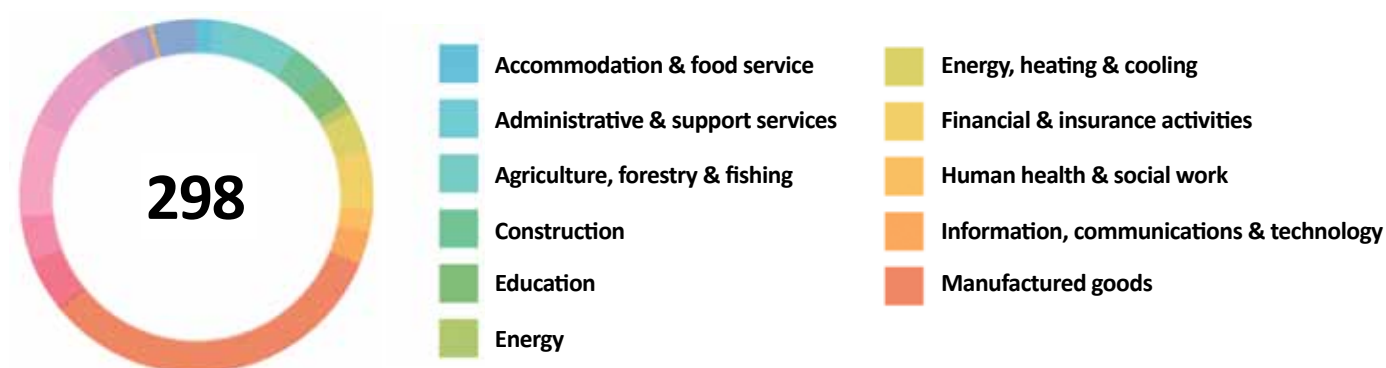 298
Accommodation & food service
Administrative & support services
Agriculture, forestry & fishing
Construction
Education
Energy
Energy, heating & cooling
Financial & insurance activities
Human health & social work
Information, communications & technology
Manufactured goods